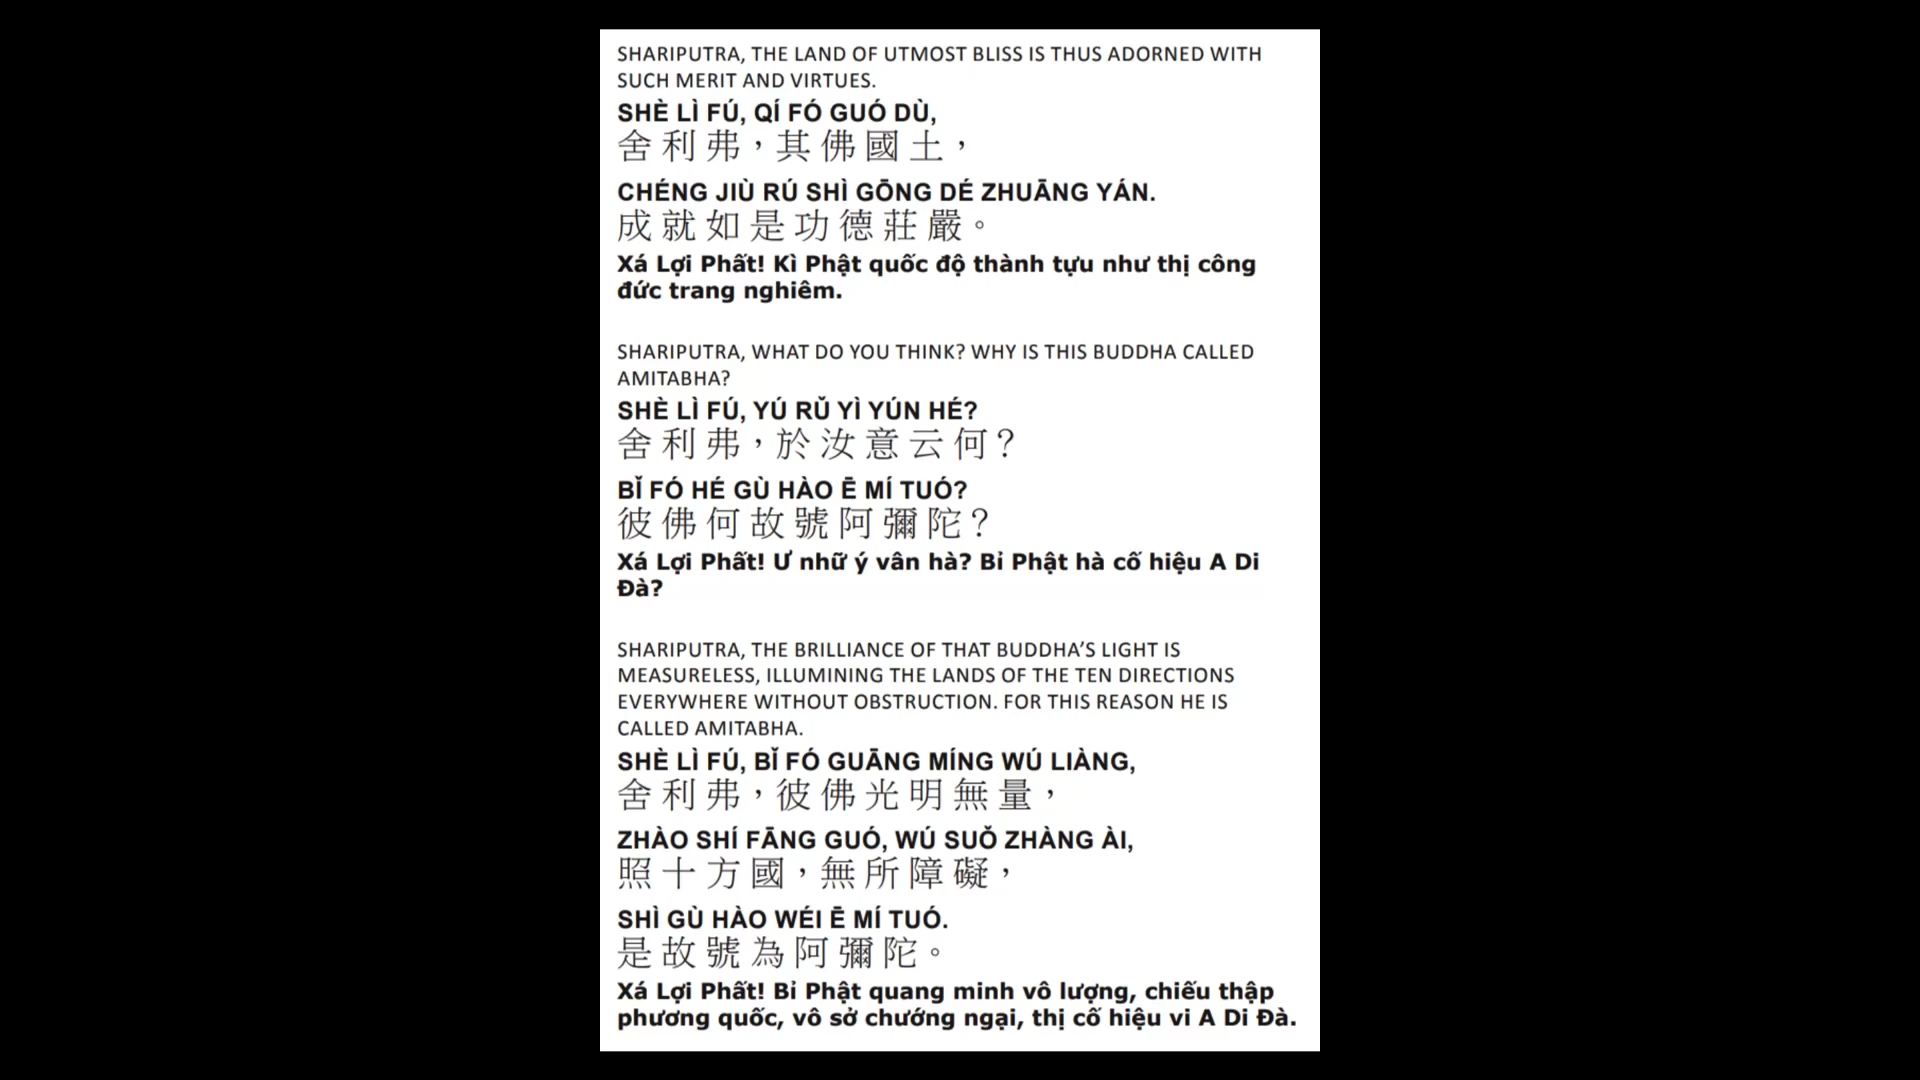 SHARIPUTRA, THE LAND OF UTMOST BLISS IS THUS ADORNED WITH
SUCH MERIT AND VIRTUES.
SHÈ LÌ FÚ, QÍ FÓ GUÓ DÙ,
舍利弗，其佛國土，
CHÉNG JIÙ RÚ SHÌ GŌNG DÉ ZHUĀNG YÁN.
成就如是功德莊嚴。
Xá Lợi Phất! Kì Phật quốc độ thành tựu như thị công
đức trang nghiêm.
SHARIPUTRA, WHAT DO YOU THINK? WHY IS THIS BUDDHA CALLED
AMITABHA?
SHÈ LÌ FÚ, YÚ RǓ YÌ YÚN HÉ?
舍利弗，於汝意云何？
BǏ FÓ HÉ GÙ HÀO Ē MÍ TUÓ?
彼佛何故號阿彌陀？
Xá Lợi Phất! Ư nhữ ý vân hà? Bỉ Phật hà cố hiệu A Di
Đà?
SHARIPUTRA, THE BRILLIANCE OF THAT BUDDHA’S LIGHT IS
MEASURELESS, ILLUMINING THE LANDS OF THE TEN DIRECTIONS
EVERYWHERE WITHOUT OBSTRUCTION. FOR THIS REASON HE IS
CALLED AMITABHA.
SHÈ LÌ FÚ, BǏ FÓ GUĀNG MÍNG WÚ LIÀNG,
舍利弗，彼佛光明無量，
ZHÀO SHÍ FĀNG GUÓ, WÚ SUǑ ZHÀNG ÀI,
照十方國，無所障礙，
SHÌ GÙ HÀO WÉI Ē MÍ TUÓ.
是故號為阿彌陀。
Xá Lợi Phất! Bỉ Phật quang minh vô lượng, chiếu thập
phương quốc, vô sở chướng ngại, thị cố hiệu vi A Di Đà.